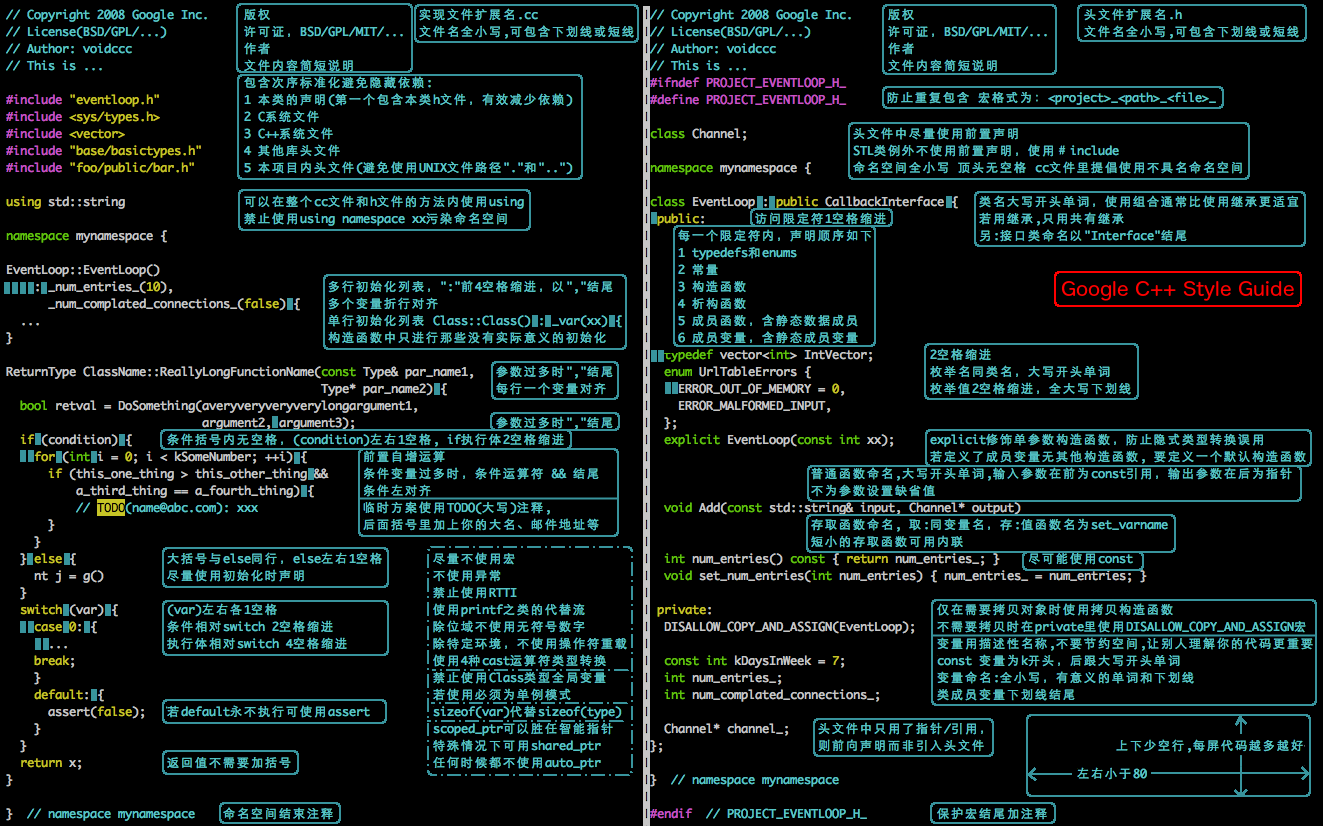 // Copyright 2008 Google Inc.
// License(BSD/GPL/...)
// Author: voidccc
// This is ...
版权
许可证，BSD/GPL/MIT/...
作者
文件内容简短说明
实现文件扩展名.cc
文件名全小写,可包含下划线或短线
#include "eventloop.h"
#include <sys/types.h>
#include <vector>
#include "base/basictypes.h"
#include "foo/public/bar.h"
包含次序标准化避免隐藏依赖：
1 本类的声明(第一个包含本类h文件，有效减少依赖)
2 C系统文件
3 C++系统文件
4 其他库头文件
5 本项目内头文件(避免使用UNIX文件路径"."和"..")
using std::string
可以在整个cc文件和h文件的方法内使用using
禁止使用using namespace xx污染命名空间
namespace mynamespace {
EventLoop::EventLoop()
: _num_entries_(10),
_num_complated_connections_(false) {
...
}
多行初始化列表，":"前4空格缩进，以","结尾
多个变量折行对齐
单行初始化列表 Class::Class() : _var(xx) {
构造函数中只进行那些没有实际意义的初始化
ReturnType ClassName::ReallyLongFunctionName(const Type& par_name1,
Type* par_name2) {
参数过多时","结尾
每行一个变量对齐
bool retval = DoSomething(averyveryveryverylongargument1,
argument2, argument3);
参数过多时","结尾
if (condition) {
条件括号内无空格，(condition)左右1空格，if执行体2空格缩进
for (int i = 0; i < kSomeNumber; ++i) {
if (this_one_thing > this_other_thing &&
a_third_thing == a_fourth_thing) {
// TODO(name@abc.com): xxx
}
}
前置自增运算
条件变量过多时，条件运算符 && 结尾
条件左对齐
临时方案使用TODO(大写)注释，
后面括号里加上你的大名、邮件地址等
} else {
nt j = g()
}
大括号与else同行，else左右1空格
尽量使用初始化时声明
switch (var) {
case 0: {
...
break;
}
(var)左右各1空格
条件相对switch 2空格缩进
执行体相对switch 4空格缩进
default: {
assert(false);
}
}
若default永不执行可使用assert
return x;
}
返回值不需要加括号
} // namespace mynamespace
命名空间结束注释
尽量不使用宏
不使用异常
禁止使用RTTI
使用printf之类的代替流
除位域不使用无符号数字
除特定环境，不使用操作符重载
使用4种cast运算符类型转换
禁止使用Class类型全局变量
若使用必须为单例模式
sizeof(var)代替sizeof(type)
scoped_ptr可以胜任智能指针
特殊情况下可用shared_ptr
任何时候都不使用auto_ptr
// Copyright 2008 Google Inc.
// License(BSD/GPL/...)
// Author: voidccc
// This is ...
版权
许可证，BSD/GPL/MIT/...
作者
文件内容简短说明
头文件扩展名.h
文件名全小写,可包含下划线或短线
#ifndef PROJECT_EVENTLOOP_H_
#define PROJECT_EVENTLOOP_H_
防止重复包含 宏格式为：<project>_<path>_<file>_
class Channel;
namespace mynamespace {
头文件中尽量使用前置声明
STL类例外不使用前置声明，使用＃include
命名空间全小写 顶头无空格 cc文件里提倡使用不具名命名空间
class EventLoop : public CallbackInterface {
public:
访问限定符1空格缩进
类名大写开头单词，使用组合通常比使用继承更适宜
若用继承,只用共有继承
另:接口类命名以"Interface"结尾
每一个限定符内，声明顺序如下
1 typedefs和enums
2 常量
3 构造函数
4 析构函数
5 成员函数，含静态数据成员
6 成员变量，含静态成员变量
Google C++ Style Guide
typedef vector<int> IntVector;
enum UrlTableErrors {
ERROR_OUT_OF_MEMORY = 0,
ERROR_MALFORMED_INPUT,
};
2空格缩进
枚举名同类名，大写开头单词
枚举值2空格缩进，全大写下划线
explicit EventLoop(const int xx);
explicit修饰单参数构造函数，防止隐式类型转换误用
若定义了成员变量无其他构造函数，要定义一个默认构造函数
普通函数命名,大写开头单词,输入参数在前为const引用，输出参数在后为指针
不为参数设置缺省值
void Add(const std::string& input, Channel* output)
存取函数命名，取:同变量名，存:值函数名为set_varname
短小的存取函数可用内联
int num_entries() const { return num_entries_; }
尽可能使用const
void set_num_entries(int num_entries) { num_entries_ = num_entries; }
private:
DISALLOW_COPY_AND_ASSIGN(EventLoop);
仅在需要拷贝对象时使用拷贝构造函数
不需要拷贝时在private里使用DISALLOW_COPY_AND_ASSIGN宏
const int kDaysInWeek = 7;
int num_entries_;
int num_complated_connections_;
变量用描述性名称,不要节约空间,让别人理解你的代码更重要
const 变量为k开头，后跟大写开头单词
变量命名:全小写，有意义的单词和下划线
类成员变量下划线结尾
Channel* channel_;
};
头文件中只用了指针/引用，
则前向声明而非引入头文件
上下少空行,每屏代码越多越好
左右小于80
} // namespace mynamespace
#endif // PROJECT_EVENTLOOP_H_
保护宏结尾加注释